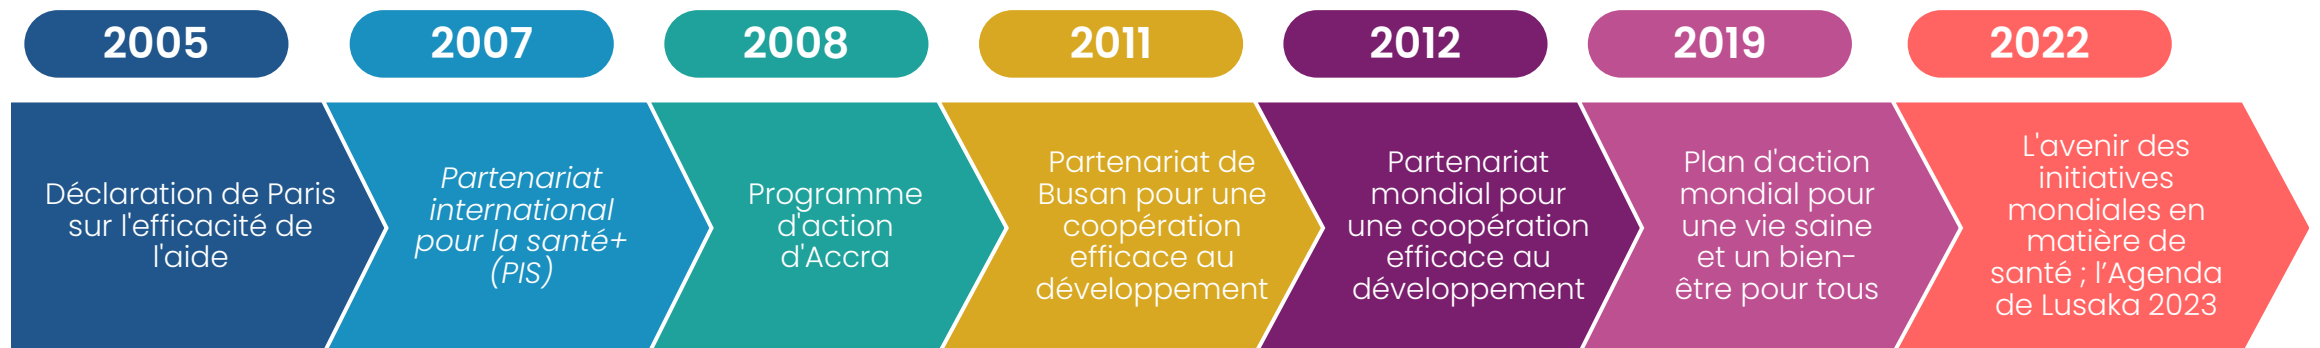 2005
2007
2008
2011
2012
2019
2022
Déclaration de Paris
sur l'efficacité de
l'aide
Partenariat
international
pour la santé+
(PIS)
Programme
d'action
d'Accra
Partenariat de
Busan pour une
coopération
efficace au
développement
Partenariat
mondial pour
une coopération
efficace au
développement
Plan d'action
mondial pour
une vie saine
et un bien-
être pour tous
L'avenir des
initiatives
mondiales en
matière de
santé ; l’Agenda
de Lusaka 2023